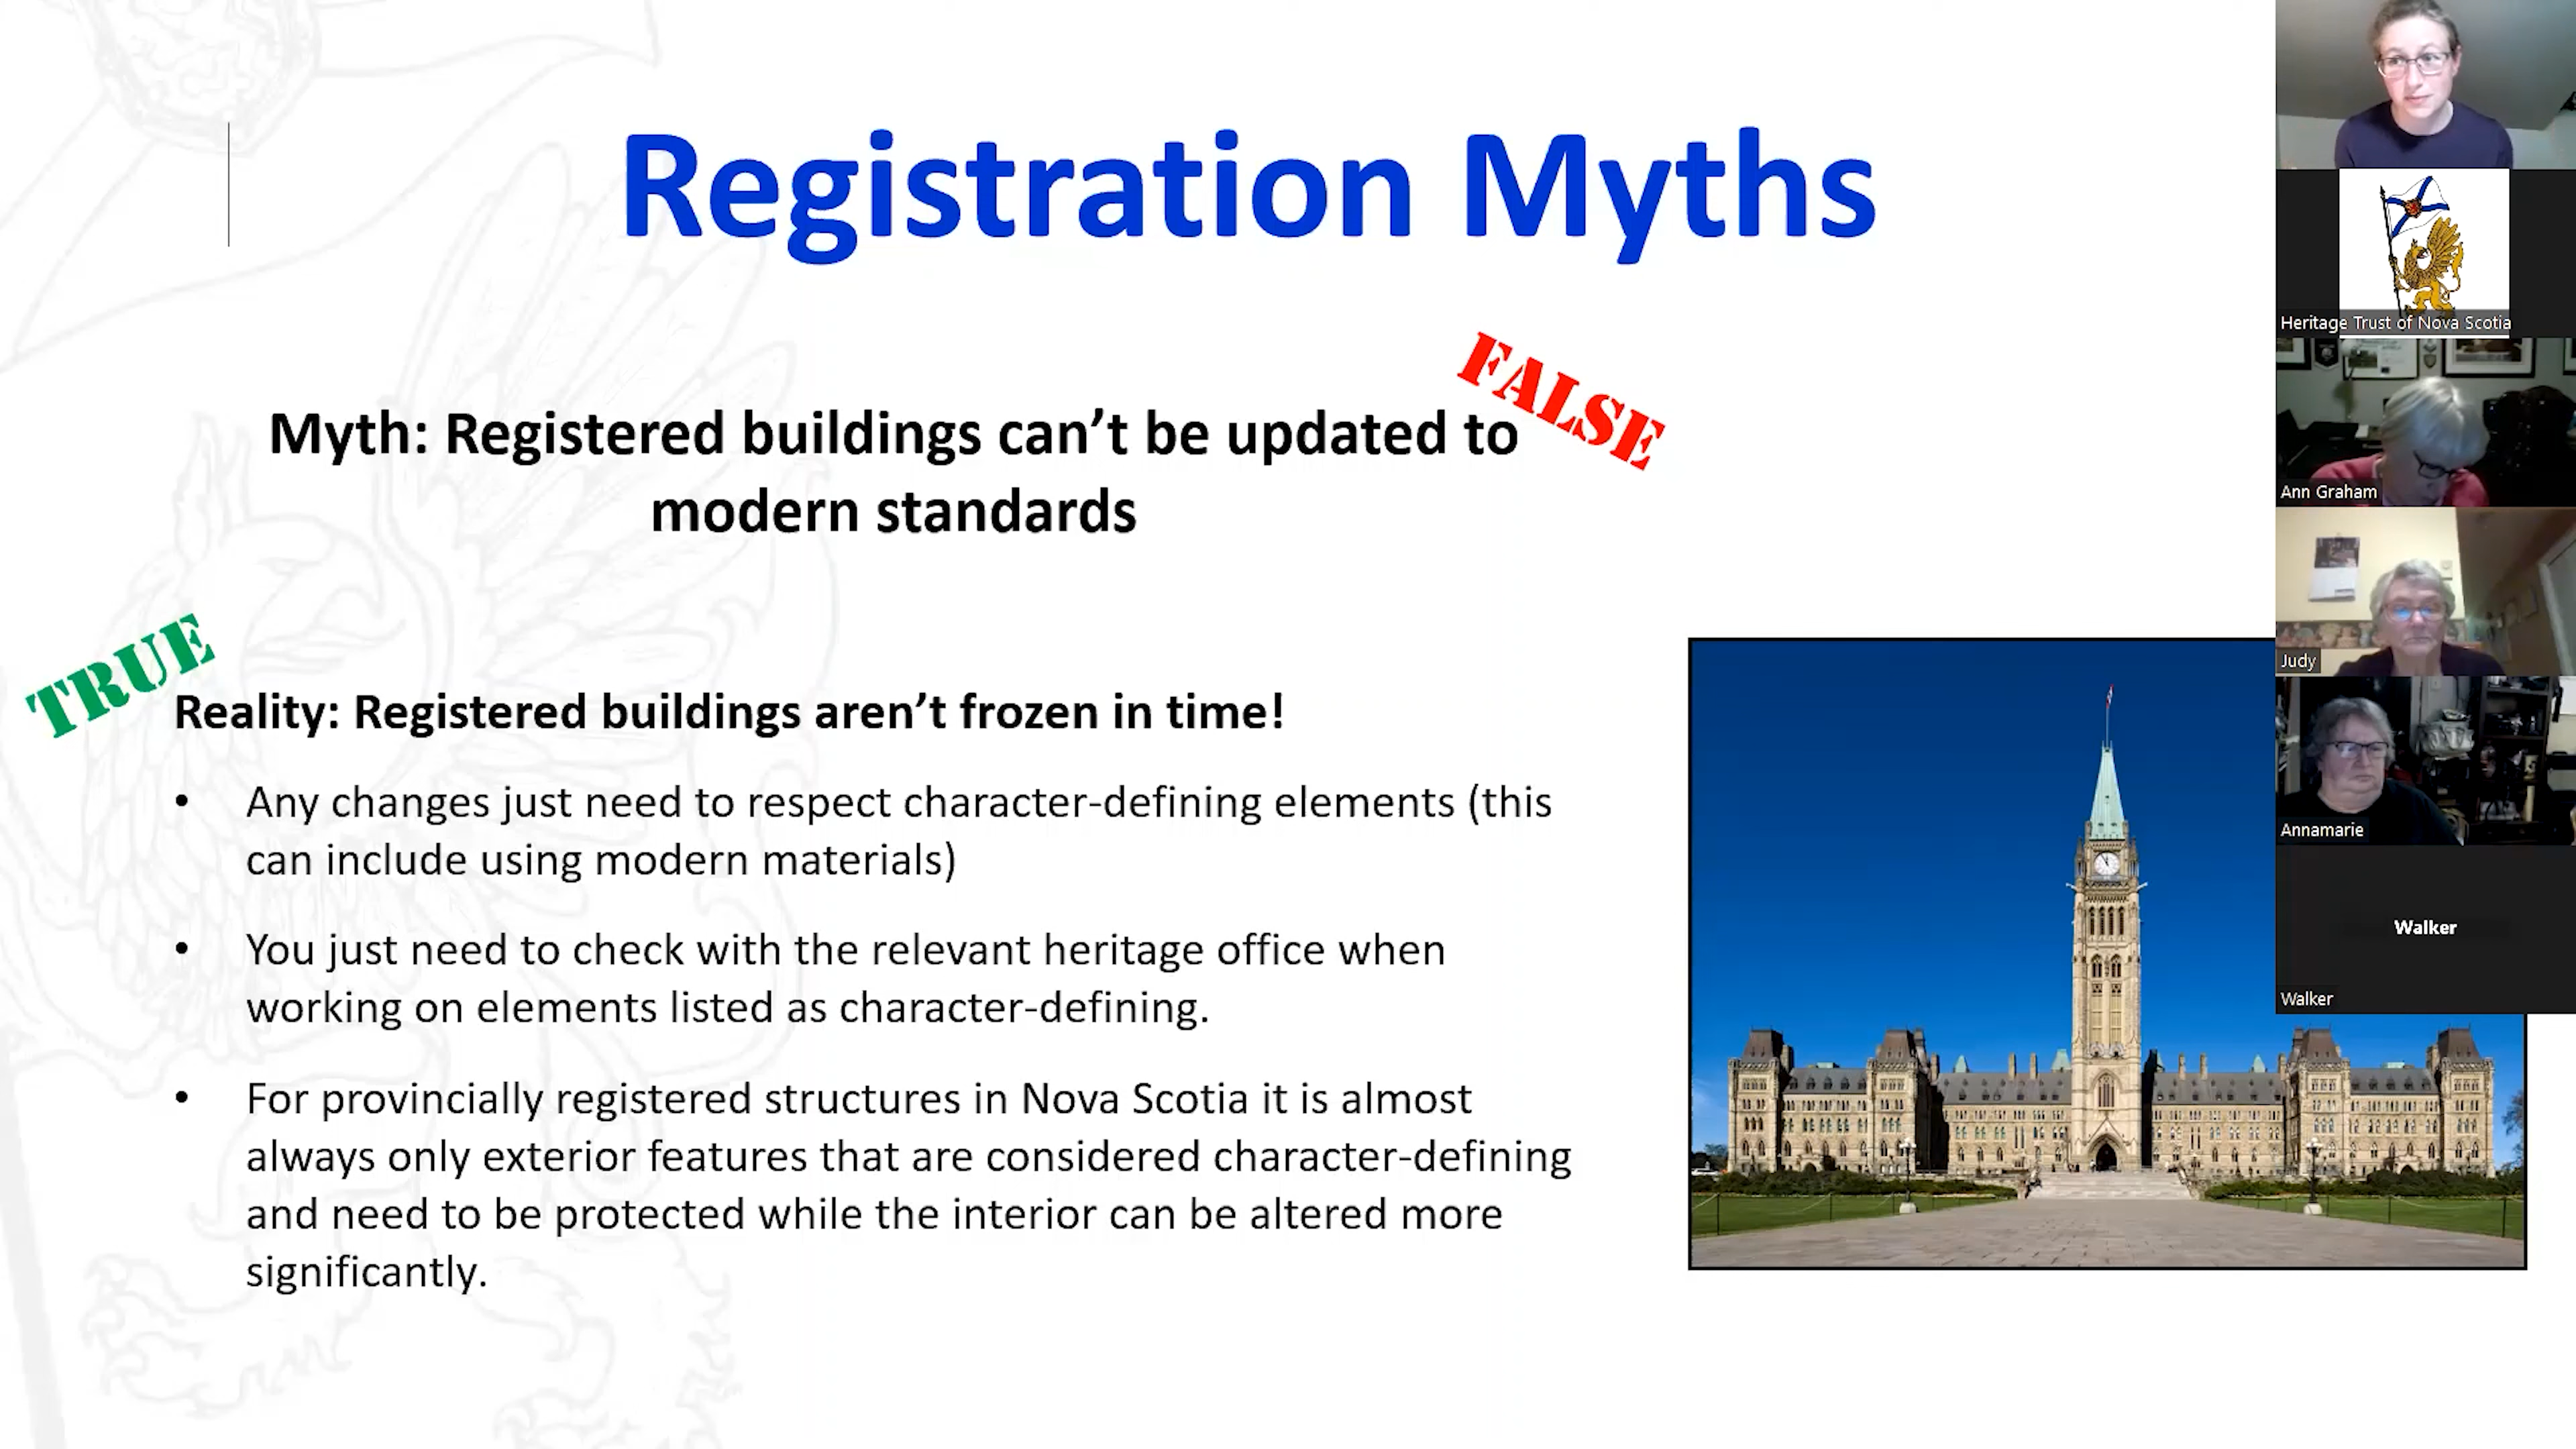 Registration Myths
FALSE
Myth: Registered buildings can’t be updated to
modern standards
TRUE
Reality: Registered buildings aren’t frozen in time!
• Any changes just need to respect character-defining elements (this
can include using modern materials)
• You just need to check with the relevant heritage office when
working on elements listed as character-defining.
• For provincially registered structures in Nova Scotia it is almost
always only exterior features that are considered character-defining
and need to be protected while the interior can be altered more
significantly.
Heritage Trust of Nova Scotia
Ann Graham
Judy
Annamarie
Walker
Walker